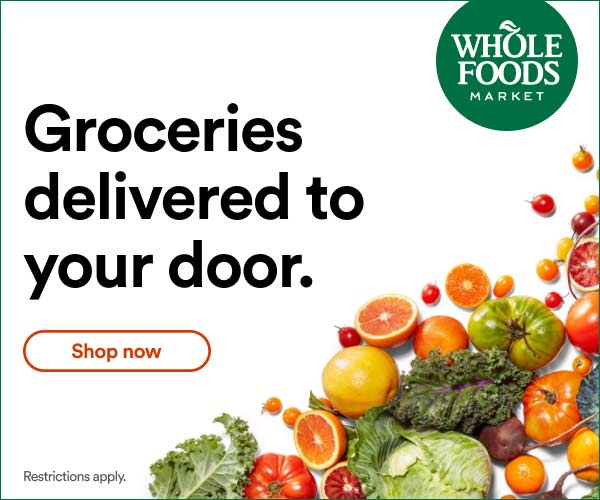 WHOLE
FOODS
MARKET
Groceries
delivered to
your door.
Shop now
Restrictions apply.